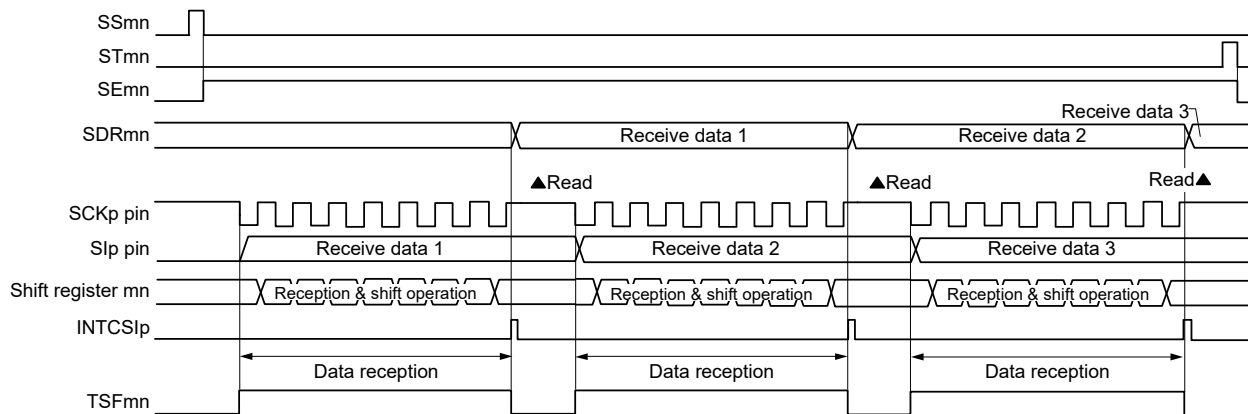 SSmn
STmn
SEmn
Receive data 3
SDRmn Receive data 1 Receive data 2
▲Read ▲Read Read▲
SCKp pin
SIp pin Receive data 1 Receive data 2 Receive data 3
Shift register mn Reception & shift operation Reception & shift operation Reception & shift operation
INTCSIp
Data reception Data reception Data reception
TSFmn